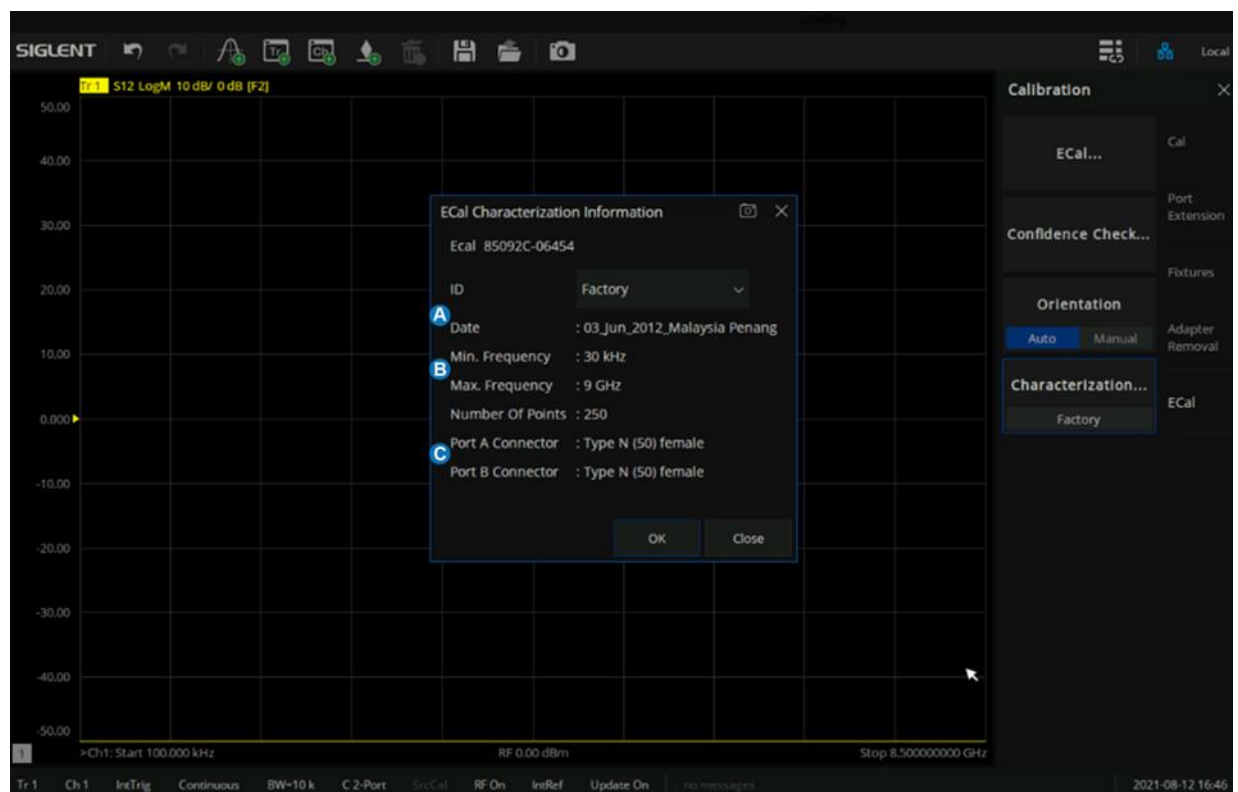 Loading
SIGLENT Tr Ch Local
Tr 1 S12 LogM 10 dB/ 0 dB [F2]
50.00
40.00
30.00
20.00
10.00
0.000
-10.00
-20.00
-30.00
-40.00
-50.00
1 >Ch1: Start 100.000 kHz RF 0.00 dBm Stop 8.500000000 GHz
ECal Characterization Information
Ecal 85092C-06454
ID Factory
A
Date : 03_Jun_2012_Malaysia Penang
Min. Frequency : 30 kHz
B
Max. Frequency : 9 GHz
Number Of Points : 250
Port A Connector : Type N (50) female
C
Port B Connector : Type N (50) female
OK Close
Calibration
ECal...
Confidence Check...
Orientation
Auto Manual
Characterization...
Factory
Cal
Port
Extension
Fixtures
Adapter
Removal
ECal
Tr 1 Ch 1 IntTrig Continuous BW=10 k C 2-Port SrcCal RF On IntRef Update On no messages 2021-08-12 16:46